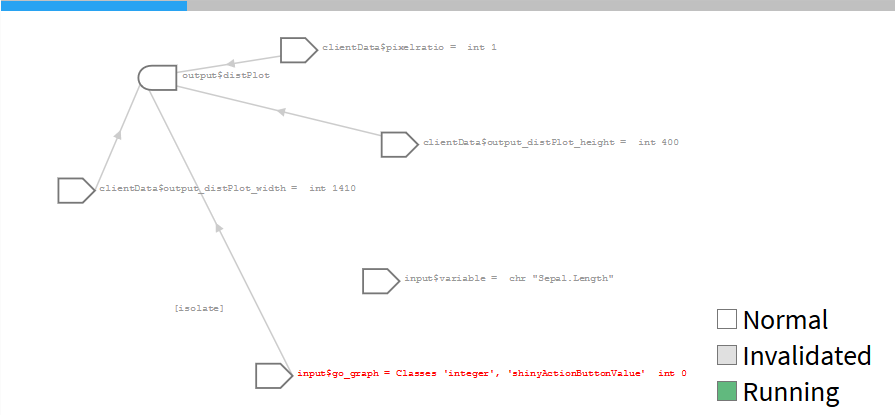 clientData$pixelratio = int 1
output$distPlot
clientData$output_distPlot_height = int 400
clientData$output_distPlot_width = int 1410
input$variable = chr "Sepal.Length"
[isolate]
Normal
Invalidated
input$go_graph = Classes 'integer', 'shinyActionButtonValue' int 0
Running